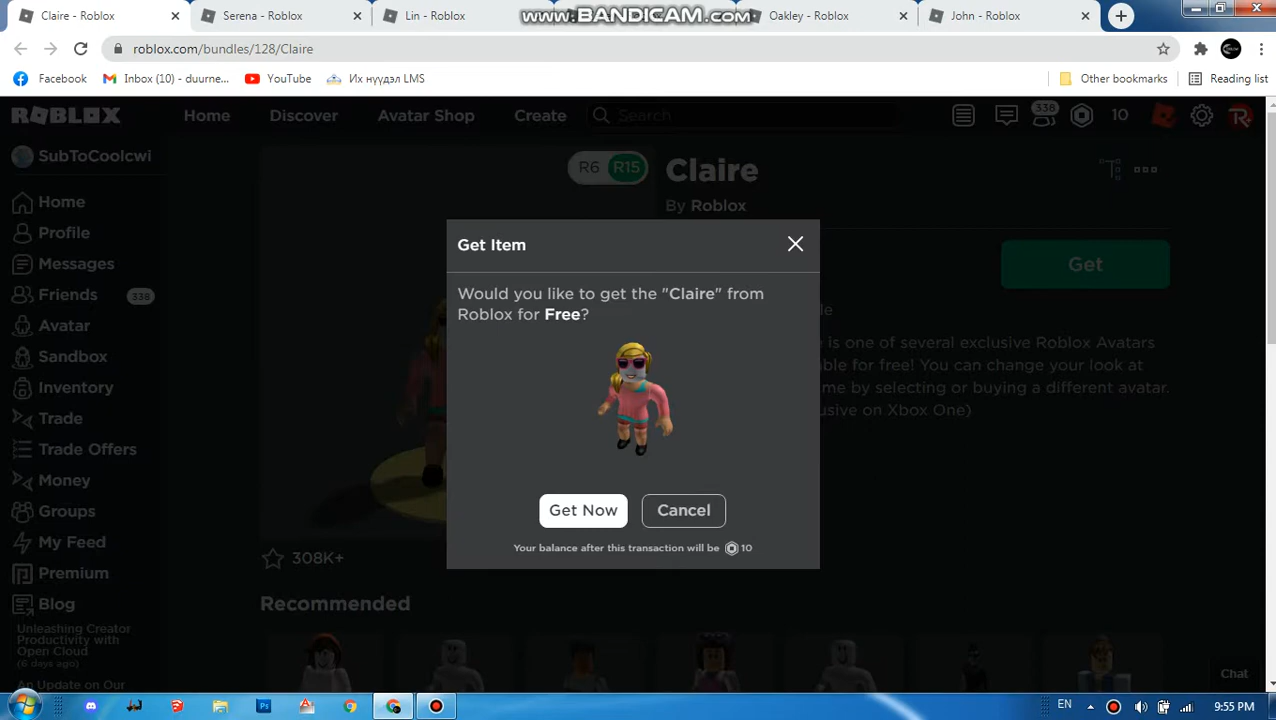 Claire - Roblox
Serena - Roblox
Lin - Roblox
www.BANDICAM.com
Oakley - Roblox
John - Roblox
roblox.com/bundles/128/Claire
Facebook
Inbox (10) - duurne...
YouTube
Их нүүдэл LMS
Other bookmarks
Reading list
ROBLOX
Home
Discover
Avatar Shop
Create
Search
338
10
SubToCoolcwi
Home
Profile
Messages
Friends
338
Avatar
Sandbox
Inventory
Trade
Trade Offers
Money
Groups
My Feed
Premium
Blog
Unleashing Creator
Productivity with
Open Cloud
(6 days ago)
An Update on Our
R6
R15
Claire
By Roblox
Get
is one of several exclusive Roblox Avatars
ble for free! You can change your look at
me by selecting or buying a different avatar.
usive on Xbox One)
Get Item
Would you like to get the "Claire" from
Roblox for Free?
Get Now
Cancel
Your balance after this transaction will be 10
308K+
Recommended
Chat
EN
9:55 PM